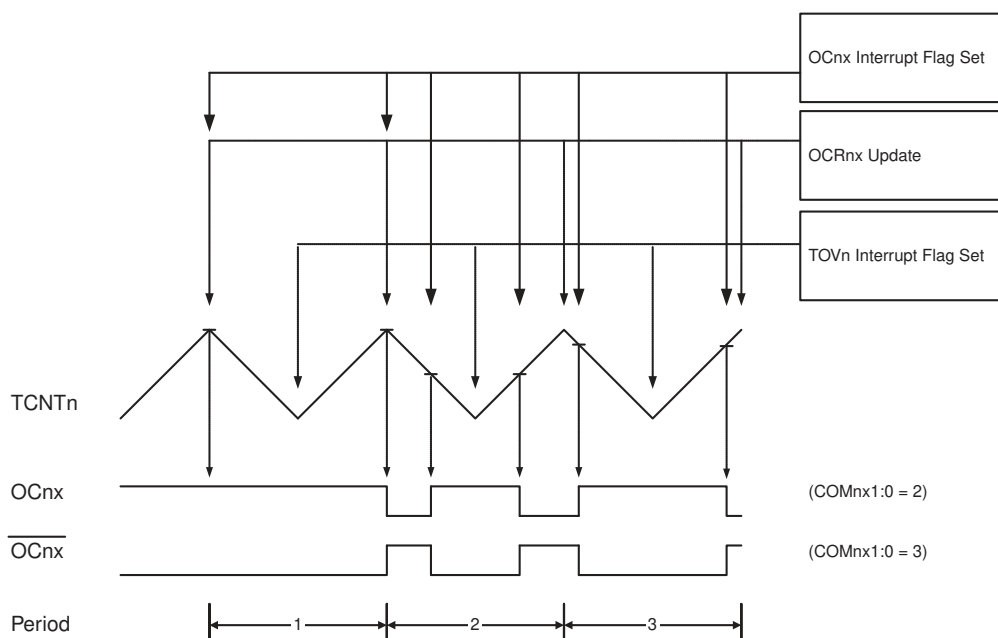 OCnx Interrupt Flag Set
OCRnx Update
TOVn Interrupt Flag Set
TCNTn
OCnx (COMnx1:0 = 2)
OCnx (COMnx1:0 = 3)
Period 1 2 3